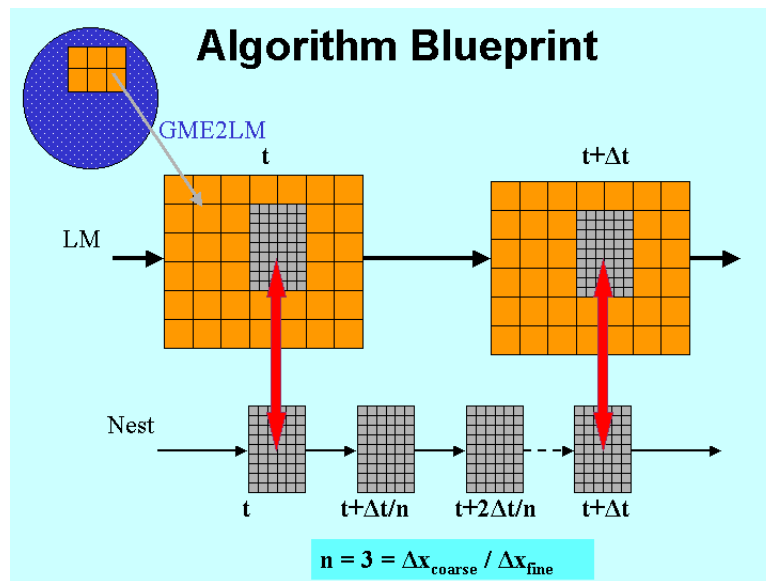 Algorithm Blueprint
GME2LM
t
t+Δt
LM
Nest
t
t+Δt/n
t+2Δt/n
t+Δt
n = 3 = Δxcoarse / Δxfine